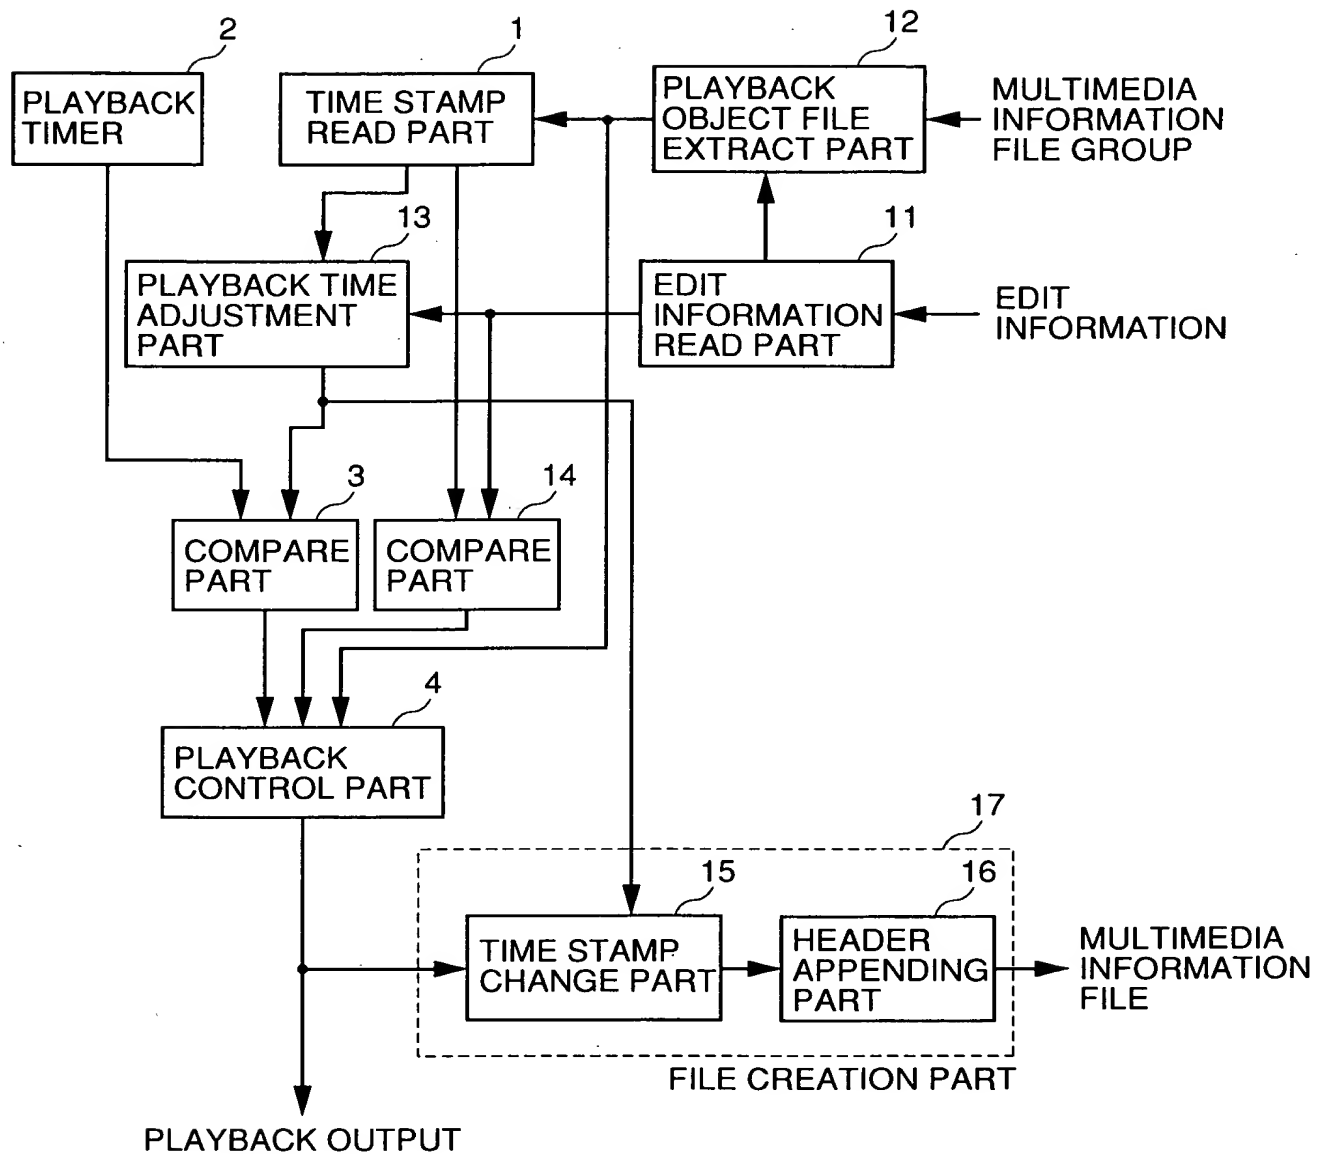 2
PLAYBACK
TIMER
1
TIME STAMP
READ PART
12
PLAYBACK
OBJECT FILE
EXTRACT PART
MULTIMEDIA
INFORMATION
FILE GROUP
13
PLAYBACK TIME
ADJUSTMENT
PART
11
EDIT
INFORMATION
READ PART
EDIT
INFORMATION
3
COMPARE
PART
14
COMPARE
PART
4
PLAYBACK
CONTROL PART
17
15
TIME STAMP
CHANGE PART
16
HEADER
APPENDING
PART
MULTIMEDIA
INFORMATION
FILE
FILE CREATION PART
PLAYBACK OUTPUT